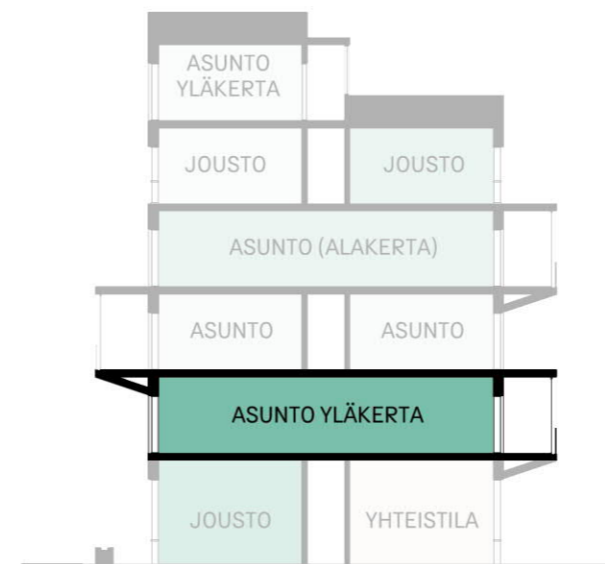 ASUNTO
YLÄKERTA
JOUSTO
JOUSTO
ASUNTO (ALAKERTA)
ASUNTO
ASUNTO
ASUNTO YLÄKERTA
JOUSTO
YHTEISTILA